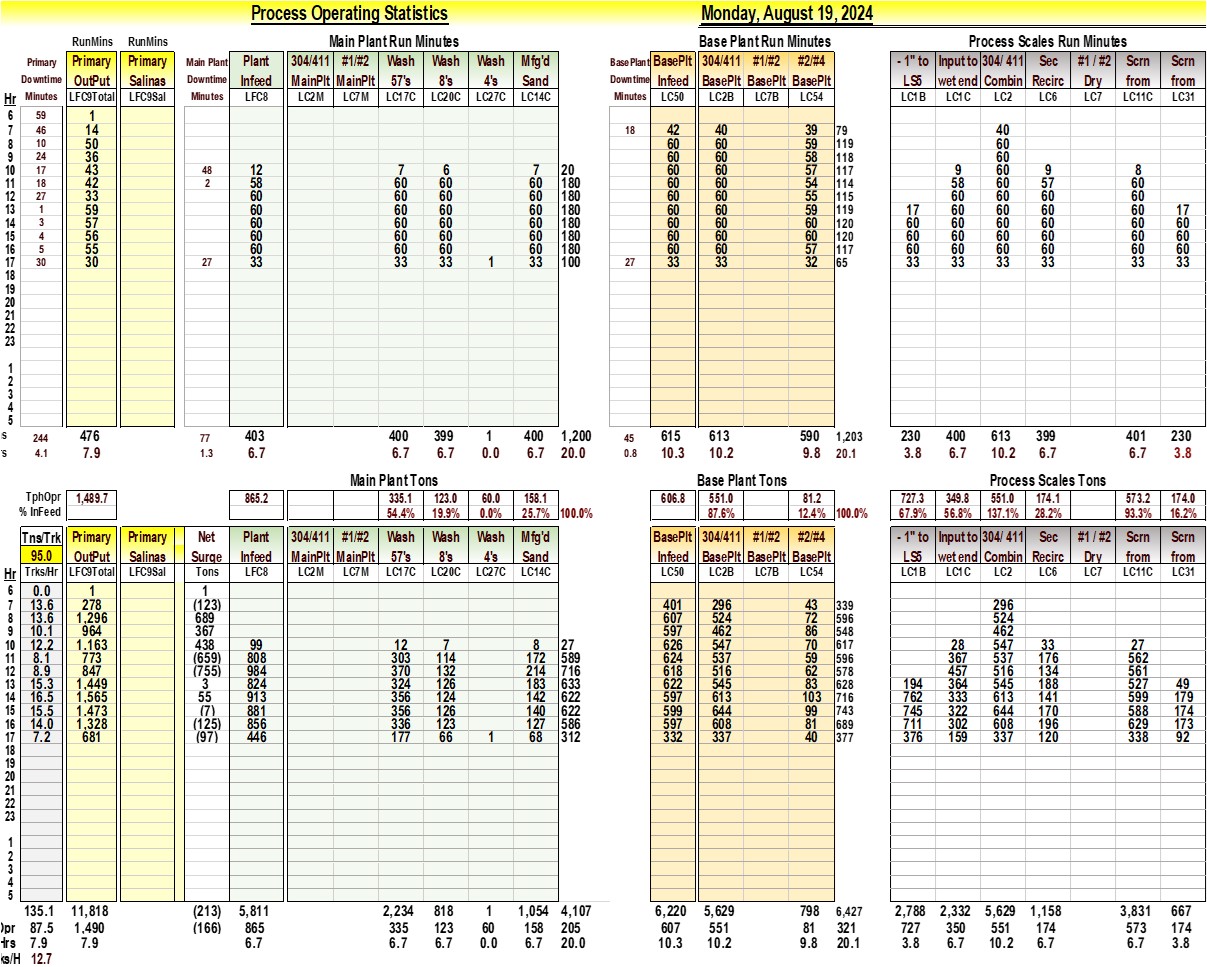 Process Operating Statistics Monday, August 19, 2024
RunMins RunMins Main Plant Run Minutes Base Plant Run Minutes Process Scales Run Minutes
Primary Primary Primary Main Plant Plant 304/411 #1/#2 Wash Wash Wash Mfg'd BasePlant BasePlt 304/411 #1/#2 #2/#4 - 1" to Input to 304/ 411 Sec #1 / #2 Scrn Scrn
Downtime OutPut Salinas Downtime Infeed MainPlt MainPlt 57's 8's 4's Sand Downtime Infeed BasePlt BasePlt BasePlt LS5 wet end Combin Recirc Dry from from
Hr Minutes LFC9Total LFC9Sal Minutes LFC8 LC2M LC7M LC17C LC20C LC27C LC14C Minutes LC50 LC2B LC7B LC54 LC1B LC1C LC2 LC6 LC7 LC11C LC31
6 59 1
7 46 14 18 42 40 39 79 40
8 10 50 60 60 59 119 60
9 24 36 60 60 58 118 60
10 17 43 48 12 7 6 7 20 60 60 57 117 9 60 9 8
11 18 42 2 58 60 60 60 180 60 60 54 114 58 60 57 60
12 27 33 60 60 60 60 180 60 60 55 115 60 60 60 60
13 1 59 60 60 60 60 180 60 60 59 119 17 60 60 60 60 17
14 3 57 60 60 60 60 180 60 60 60 120 60 60 60 60 60 60
15 4 56 60 60 60 60 180 60 60 60 120 60 60 60 60 60 60
16 5 55 60 60 60 60 180 60 60 57 117 60 60 60 60 60 60
17 30 30 27 33 33 33 1 33 100 27 33 33 32 65 33 33 33 33 33 33
18
19
20
21
22
23
1
2
3
4
5
s 244 476 77 403 400 399 1 400 1,200 45 615 613 590 1,203 230 400 613 399 401 230
s 4.1 7.9 1.3 6.7 6.7 6.7 0.0 6.7 20.0 0.8 10.3 10.2 9.8 20.1 3.8 6.7 10.2 6.7 6.7 3.8
Main Plant Tons Base Plant Tons Process Scales Tons
TphOpr 1,489.7 865.2 335.1 123.0 60.0 158.1 606.8 551.0 81.2 727.3 349.8 551.0 174.1 573.2 174.0
% InFeed 54.4% 19.9% 0.0% 25.7% 100.0% 87.6% 12.4% 100.0% 67.9% 56.8% 137.1% 28.2% 93.3% 16.2%
Tns/Trk Primary Primary Net Plant 304/411 #1/#2 Wash Wash Wash Mfg'd BasePlt 304/411 #1/#2 #2/#4 - 1" to Input to 304/ 411 Sec #1 / #2 Scrn Scrn
95.0 OutPut Salinas Surge Infeed MainPlt MainPlt 57's 8's 4's Sand Infeed BasePlt BasePlt BasePlt LS5 wet end Combin Recirc Dry from from
Hr Trks/Hr LFC9Total LFC9Sal Tons LFC8 LC2M LC7M LC17C LC20C LC27C LC14C LC50 LC2B LC7B LC54 LC1B LC1C LC2 LC6 LC7 LC11C LC31
6 0.0 1 1
7 13.6 278 (123) 401 296 43 339 296
8 13.6 1,296 689 607 524 72 596 524
9 10.1 964 367 597 462 86 548 462
10 12.2 1,163 438 99 12 7 8 27 626 547 70 617 28 547 33 27
11 8.1 773 (659) 808 303 114 172 589 624 537 59 596 367 537 176 562
12 8.9 847 (755) 984 370 132 214 716 618 516 62 578 457 516 134 561
13 15.3 1,449 3 824 324 126 183 633 622 545 83 628 194 364 545 188 527 49
14 16.5 1,565 55 913 356 124 142 622 597 613 103 716 762 333 613 141 599 179
15 15.5 1,473 (7) 881 356 126 140 622 599 644 99 743 745 322 644 170 588 174
16 14.0 1,328 (125) 856 336 123 127 586 597 608 81 689 711 302 608 196 629 173
17 7.2 681 (97) 446 177 66 1 68 312 332 337 40 377 376 159 337 120 338 92
18
19
20
21
22
23
1
2
3
4
5
135.1 11,818 (213) 5,811 2,234 818 1 1,054 4,107 6,220 5,629 798 6,427 2,788 2,332 5,629 1,158 3,831 667
Opr 87.5 1,490 (166) 865 335 123 60 158 205 607 551 81 321 727 350 551 174 573 174
Hrs 7.9 7.9 6.7 6.7 6.7 0.0 6.7 20.0 10.3 10.2 9.8 20.1 3.8 6.7 10.2 6.7 6.7 3.8
ks/H 12.7